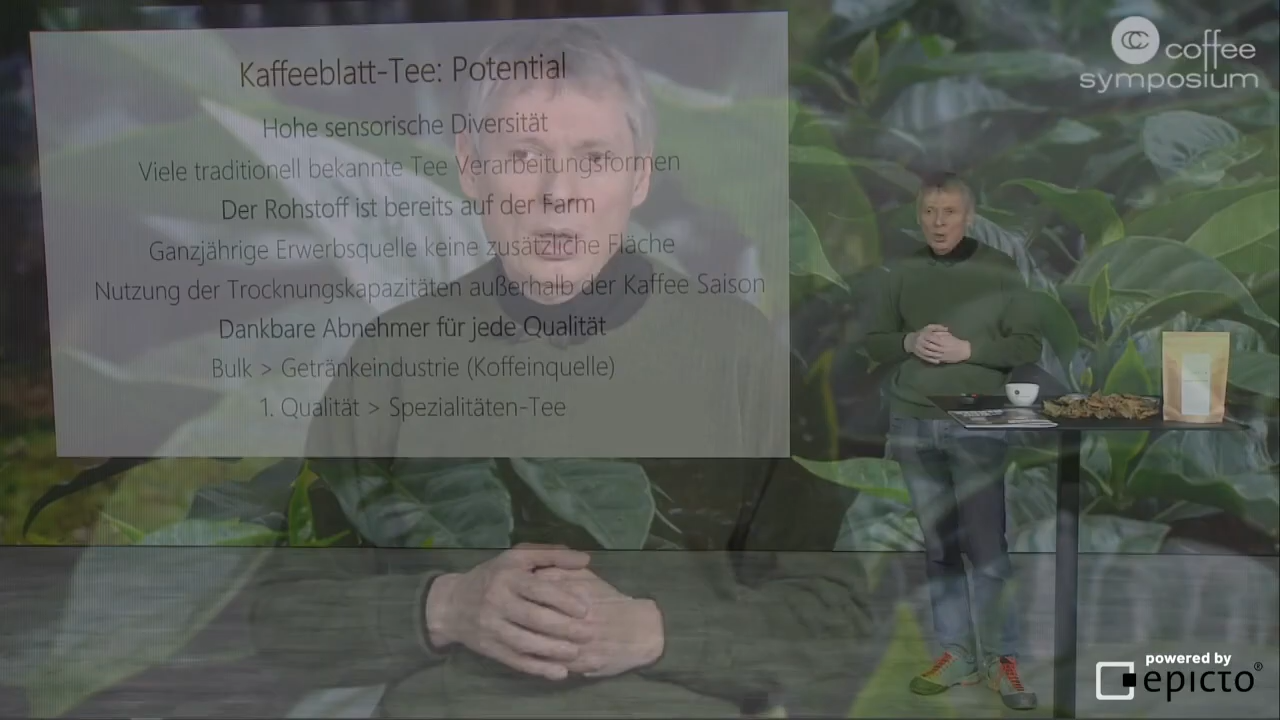 Kaffeeblatt-Tee: Potential
Hohe sensorische Diversität
Viele traditionell bekannte Tee Verarbeitungsformen
Der Rohstoff ist bereits auf der Farm
Ganzjährige Erwerbsquelle keine zusätzliche Fläche
Nutzung der Trocknungskapazitäten außerhalb der Kaffee Saison
Dankbare Abnehmer für jede Qualität
Bulk > Getränkeindustrie (Koffeinquelle)
1. Qualität > Spezialitäten-Tee
coffee
symposium
powered by
epicto®